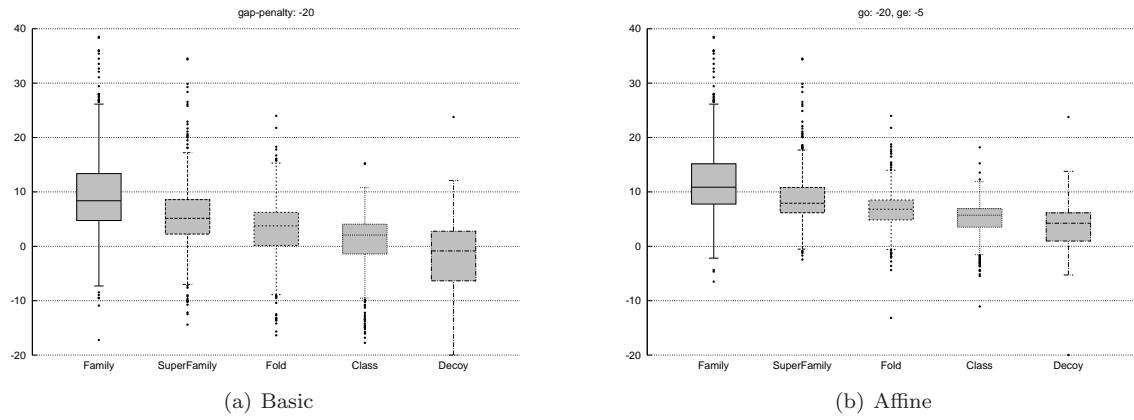 gap-penalty: -20
40
30
20
10
0
-10
-20
Family SuperFamily Fold Class Decoy
(a) Basic
go: -20, ge: -5
40
30
20
10
0
-10
-20
Family SuperFamily Fold Class Decoy
(b) Affine